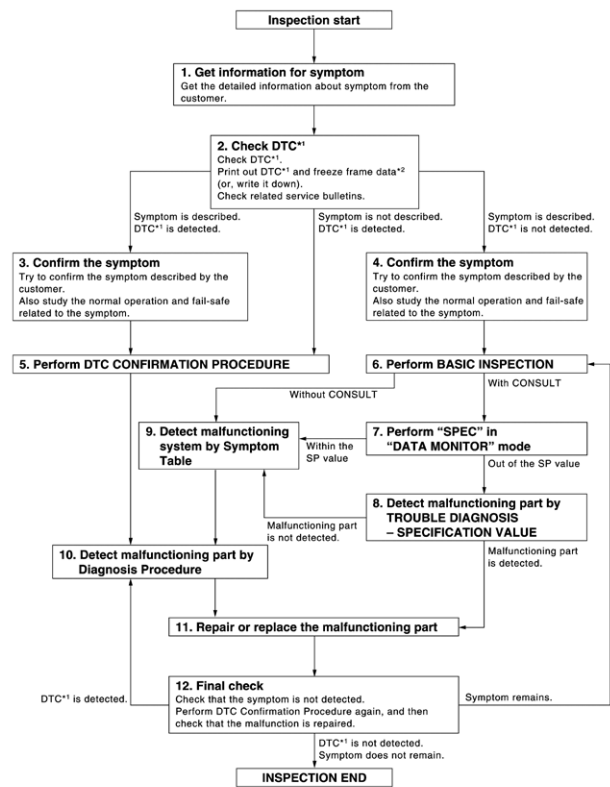 Inspection start
1. Get information for symptom
Get the detailed information about symptom from the
customer.
2. Check DTC*1
Check DTC*1.
Print out DTC*1 and freeze frame data*2
(or, write it down).
Check related service bulletins.
Symptom is described.
DTC*1 is detected.
Symptom is not described.
DTC*1 is detected.
Symptom is described.
DTC*1 is not detected.
3. Confirm the symptom
Try to confirm the symptom described by the
customer.
Also study the normal operation and fail-safe
related to the symptom.
4. Confirm the symptom
Try to confirm the symptom described by the
customer.
Also study the normal operation and fail-safe
related to the symptom.
5. Perform DTC CONFIRMATION PROCEDURE
6. Perform BASIC INSPECTION
Without CONSULT
With CONSULT
9. Detect malfunctioning
system by Symptom
Table
Within the
SP value
7. Perform “SPEC” in
“DATA MONITOR” mode
Out of the SP value
8. Detect malfunctioning part by
TROUBLE DIAGNOSIS
– SPECIFICATION VALUE
Malfunctioning part
is not detected.
Malfunctioning part
is detected.
10. Detect malfunctioning part by
Diagnosis Procedure
11. Repair or replace the malfunctioning part
12. Final check
Check that the symptom is not detected.
Perform DTC Confirmation Procedure again, and then
check that the malfunction is repaired.
DTC*1 is detected.
Symptom remains.
DTC*1 is not detected.
Symptom does not remain.
INSPECTION END